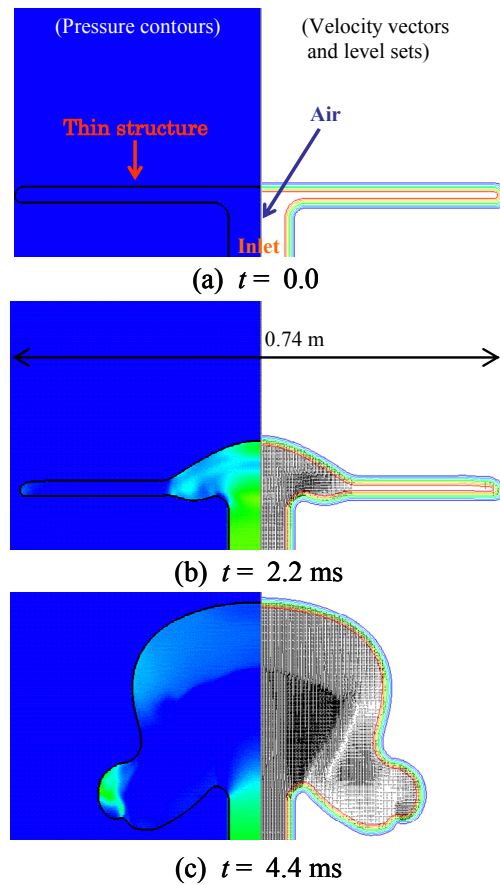 (Pressure contours)
(Velocity vectors
and level sets)
Thin structure
Air
Inlet
(a) t = 0.0
0.74 m
(b) t = 2.2 ms
(c) t = 4.4 ms